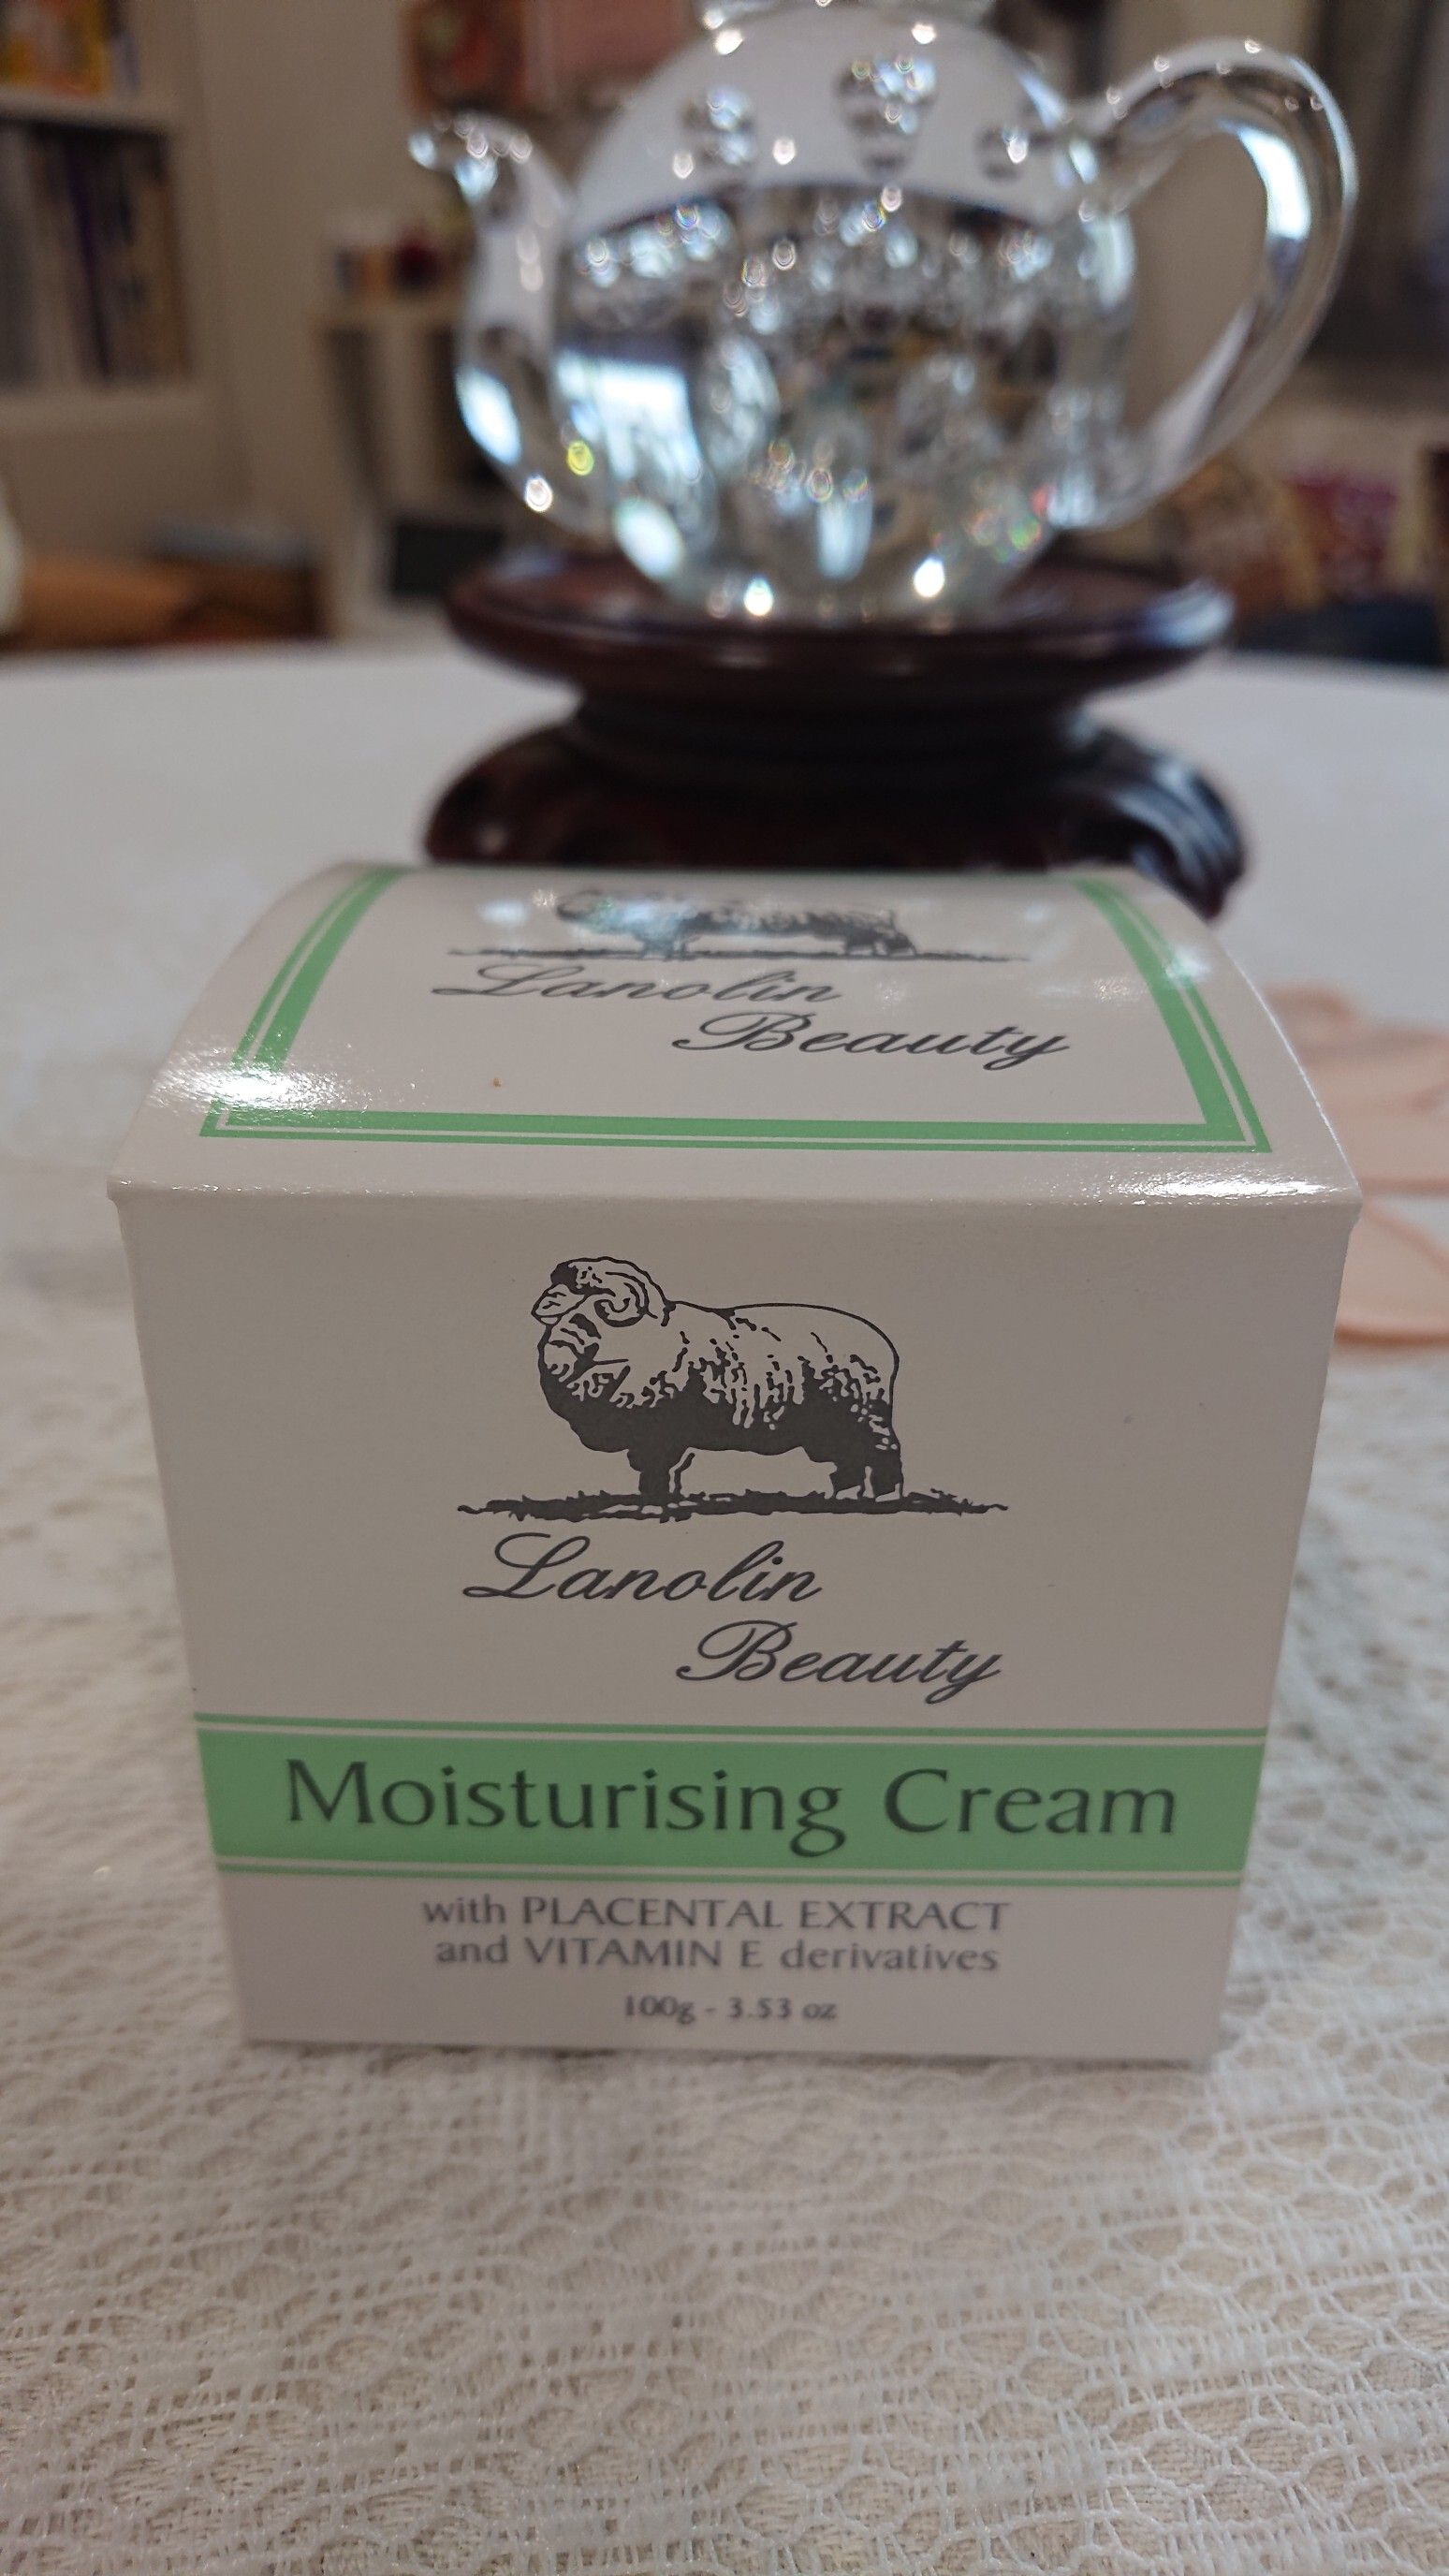 Lanolin
Beauty
Lanolin
Beauty
Moisturising Cream
with PLACENTAL EXTRACT
and VITAMIN E derivatives
100g - 3.53 oz